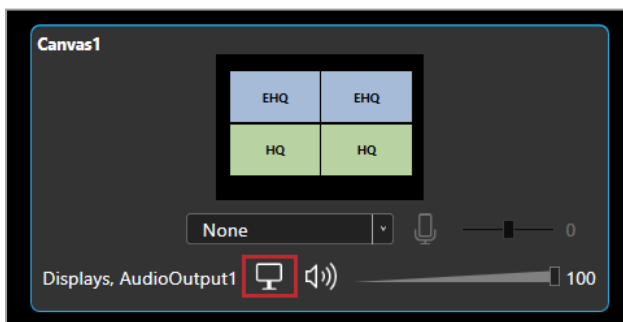 Canvas1
EHQ EHQ
HQ HQ
None 0
Displays, AudioOutput1 100